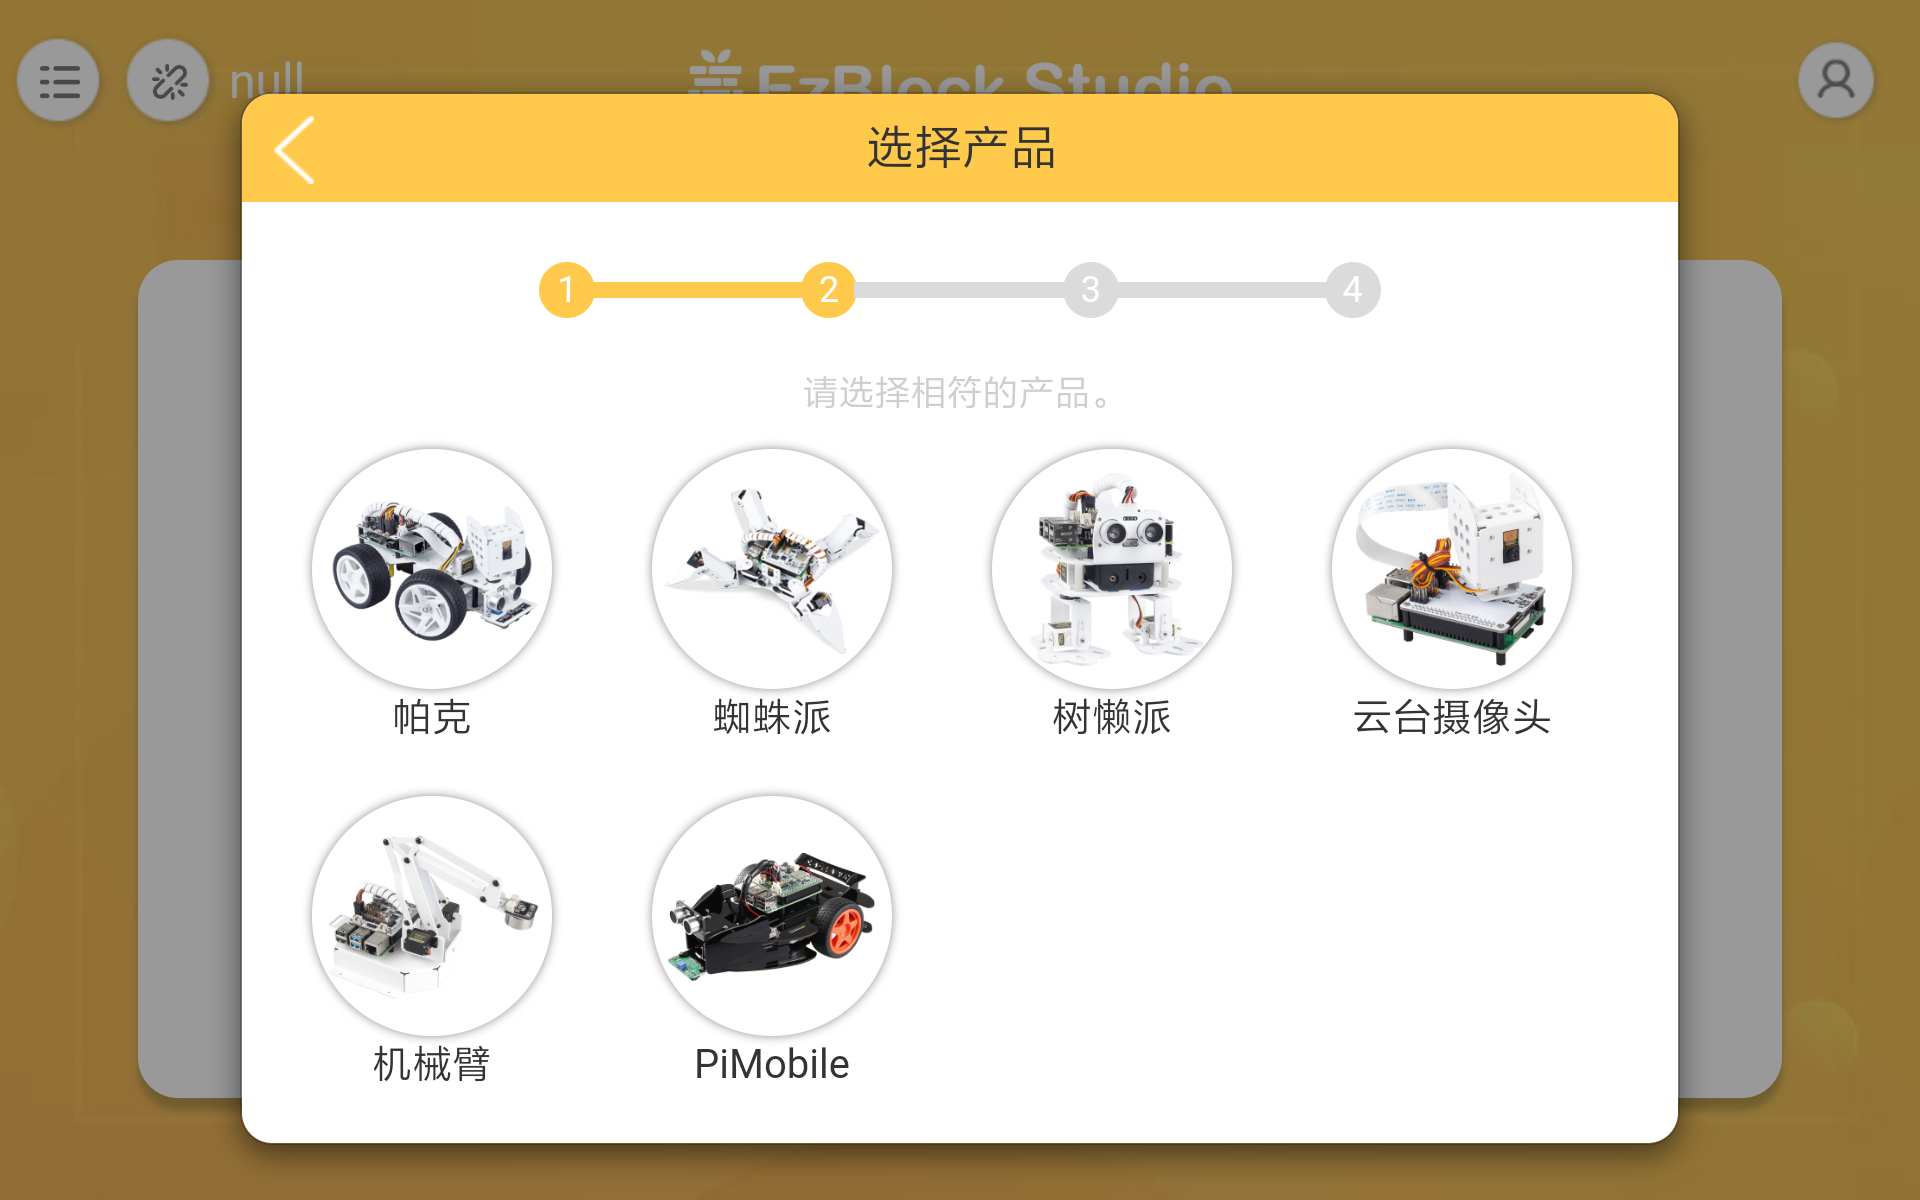 null
EzBlock Studio
选择产品
1 2 3 4
请选择相符的产品。
帕克 蜘蛛派 树懒派 云台摄像头
机械臂 PiMobile